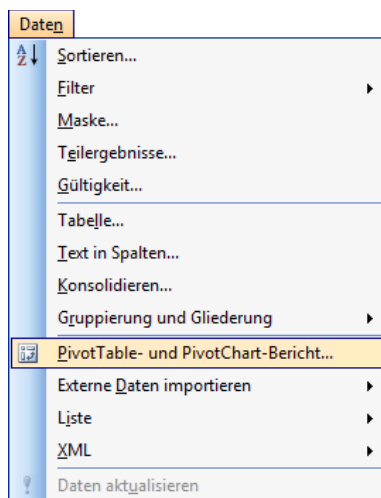 Daten
Sortieren...
Filter
Maske...
Teilergebnisse...
Gültigkeit...
Tabelle...
Text in Spalten...
Konsolidieren...
Gruppierung und Gliederung
PivotTable- und PivotChart-Bericht...
Externe Daten importieren
Liste
XML
Daten aktualisieren